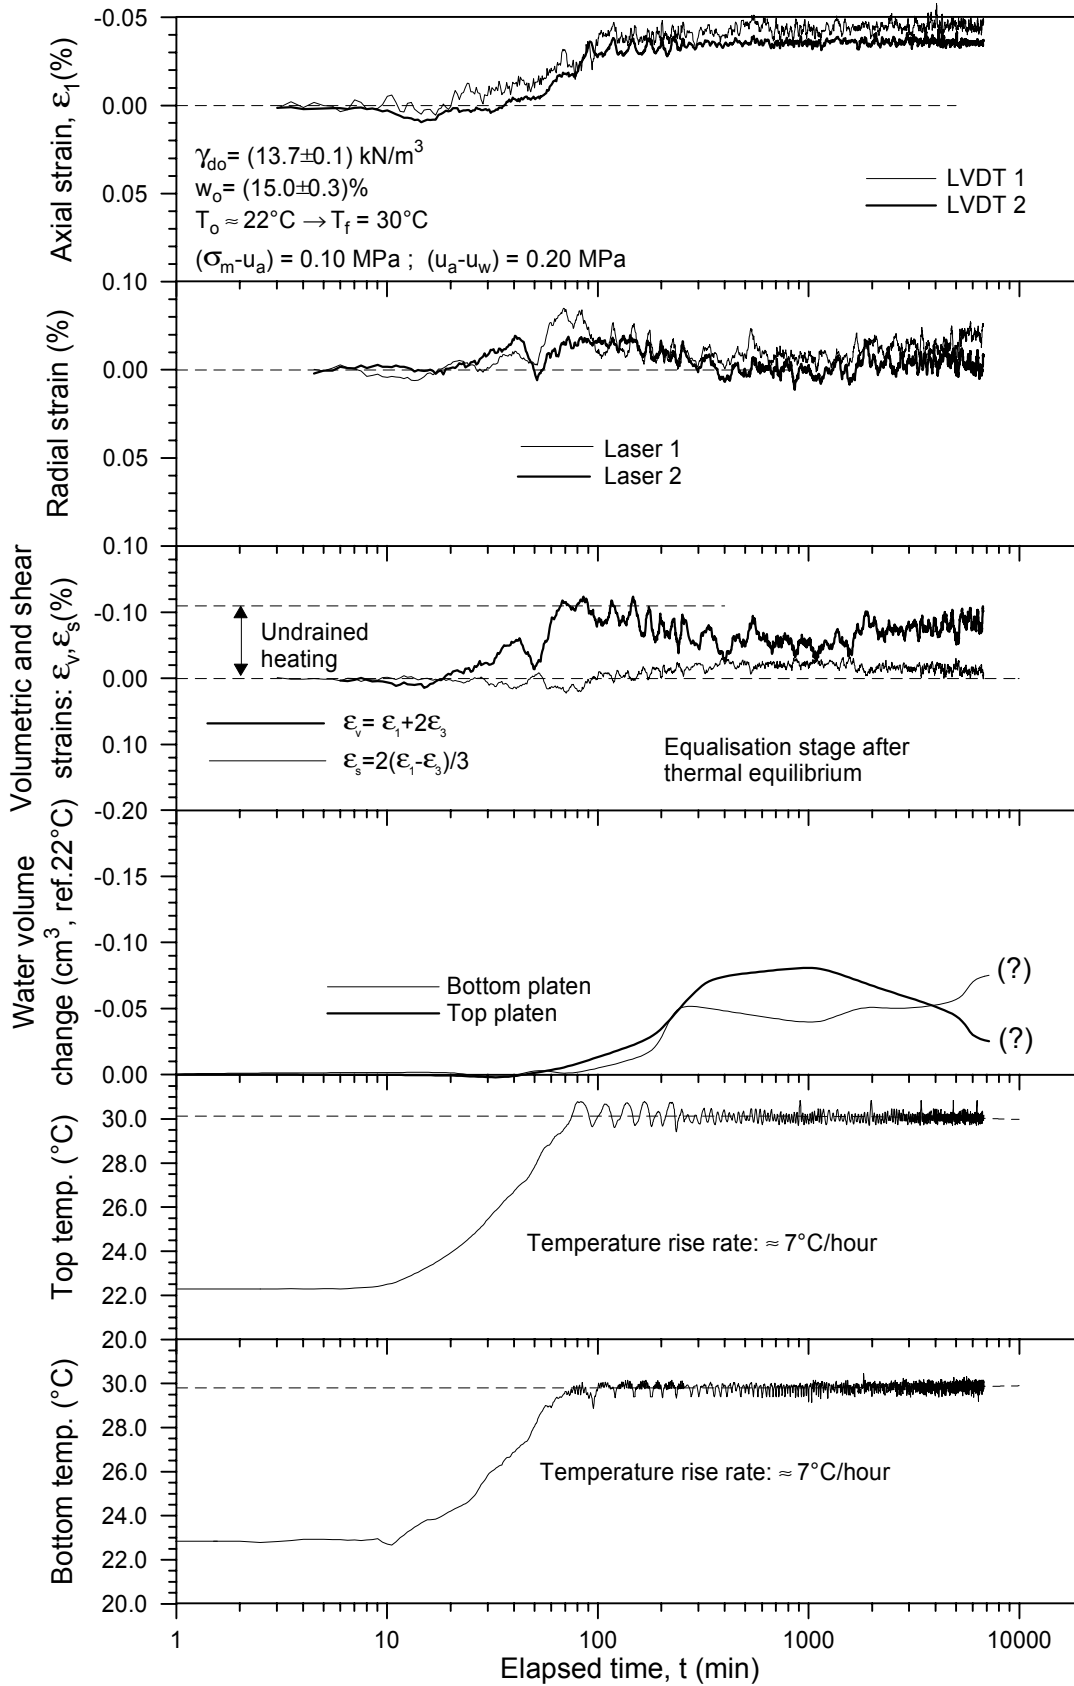 Axial strain, ε1(%)
-0.05
0.00
0.05
0.10
γdo= (13.7±0.1) kN/m3
wo= (15.0±0.3)%
To ≈ 22°C → Tf = 30°C
(σm-ua) = 0.10 MPa ; (ua-uw) = 0.20 MPa
LVDT 1
LVDT 2
Radial strain (%)
0.00
0.05
0.10
Laser 1
Laser 2
Volumetric and shear
strains: εv,εs(%)
-0.10
0.00
0.10
-0.20
Undrained
heating
εv= ε1+2ε3
εs=2(ε1-ε3)/3
Equalisation stage after
thermal equilibrium
Water volume
change (cm3, ref.22°C)
-0.15
-0.10
-0.05
0.00
Bottom platen
Top platen
(?)
(?)
Top temp. (°C)
30.0
28.0
26.0
24.0
22.0
20.0
Temperature rise rate: ≈ 7°C/hour
Bottom temp. (°C)
30.0
28.0
26.0
24.0
22.0
20.0
Temperature rise rate: ≈ 7°C/hour
1
10
100
1000
10000
Elapsed time, t (min)